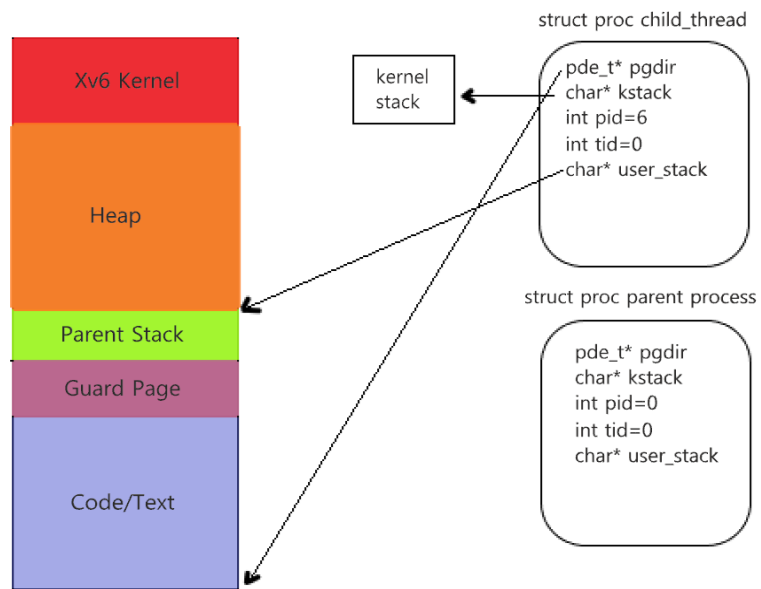 struct proc child_thread
Xv6 Kernel
kernel
stack
pde_t* pgdir
char* kstack
int pid=6
int tid=0
char* user_stack
Heap
struct proc parent process
Parent Stack
Guard Page
pde_t* pgdir
char* kstack
int pid=0
int tid=0
char* user_stack
Code/Text